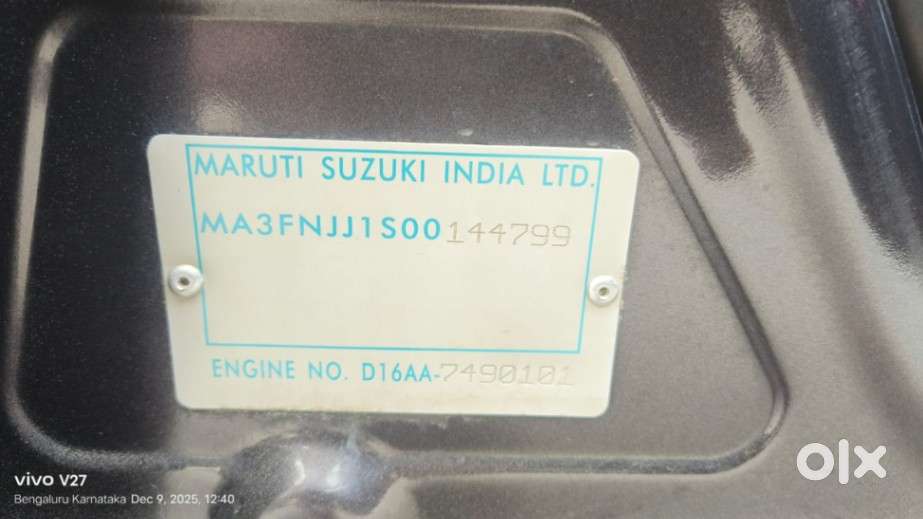 MARUTI SUZUKI INDIA LTD.
MA3FNJJ1S00144799
ENGINE NO. D16AA-7490101
vivo V27
Bengaluru Karnataka Dec 9, 2025, 12:40
olx